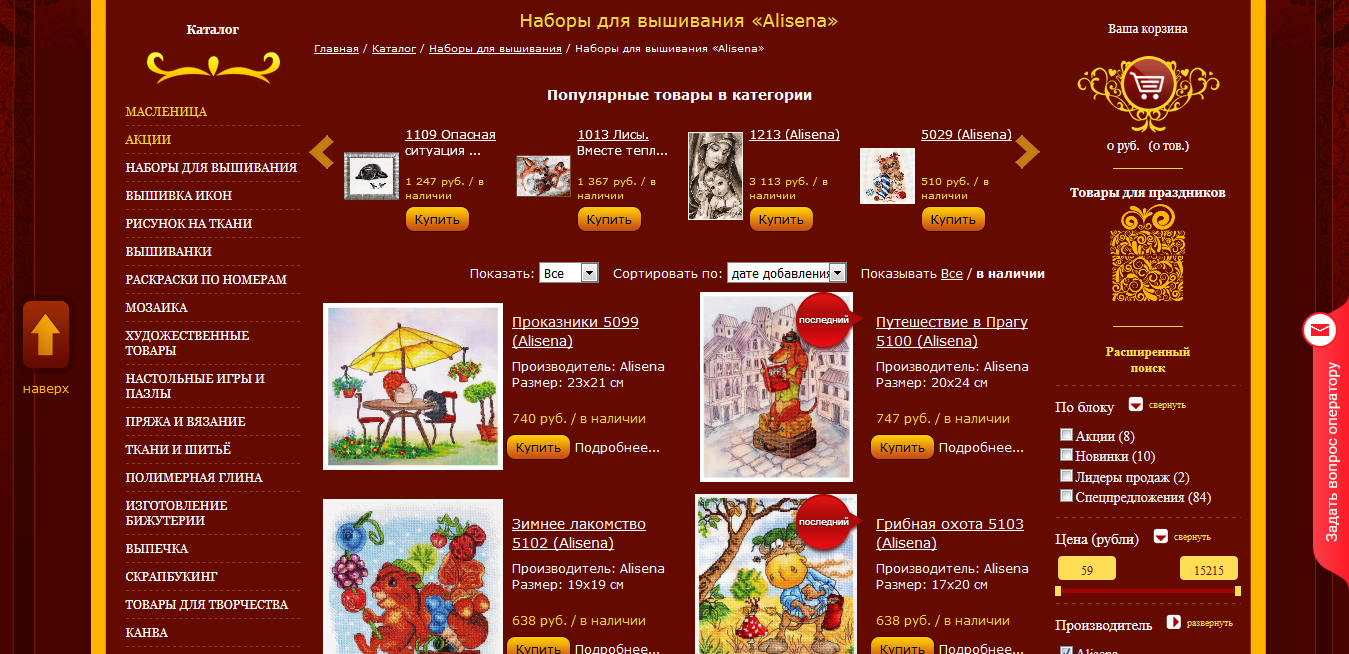 Каталог
МАСЛЕНИЦА
АКЦИИ
НАБОРЫ ДЛЯ ВЫШИВАНИЯ
ВЫШИВКА ИКОН
РИСУНОК НА ТКАНИ
ВЫШИВАНКИ
РАСКРАСКИ ПО НОМЕРАМ
МОЗАИКА
ХУДОЖЕСТВЕННЫЕ
ТОВАРЫ
НАСТОЛЬНЫЕ ИГРЫ И
ПАЗЛЫ
ПРЯЖА И ВЯЗАНИЕ
ТКАНИ И ШИТЬЁ
ПОЛИМЕРНАЯ ГЛИНА
ИЗГОТОВЛЕНИЕ
БИЖУТЕРИИ
ВЫПЕЧКА
СКРАПБУКИНГ
ТОВАРЫ ДЛЯ ТВОРЧЕСТВА
КАНВА
наверх
Наборы для вышивания «Alisena»
Главная / Каталог / Наборы для вышивания / Наборы для вышивания «Alisena»
Популярные товары в категории
1109 Опасная
ситуация ...
1 247 руб. / в
наличии
Купить
1013 Лисы.
Вместе тепл...
1 367 руб. / в
наличии
Купить
1213 (Alisena)
3 113 руб. / в
наличии
Купить
5029 (Alisena)
510 руб. / в
наличии
Купить
Показать: Все Сортировать по: дате добавления Показывать Все / в наличии
Проказники 5099
(Alisena)
Производитель: Alisena
Размер: 23x21 см
740 руб. / в наличии
Купить Подробнее...
последний
Путешествие в Прагу
5100 (Alisena)
Производитель: Alisena
Размер: 20x24 см
747 руб. / в наличии
Купить Подробнее...
Зимнее лакомство
5102 (Alisena)
Производитель: Alisena
Размер: 19x19 см
638 руб. / в наличии
Купить Подробнее...
последний
Грибная охота 5103
(Alisena)
Производитель: Alisena
Размер: 17x20 см
638 руб. / в наличии
Купить Подробнее...
Ваша корзина
0 руб. (0 тов.)
Товары для праздников
Расширенный
поиск
По блоку свернуть
Акции (8)
Новинки (10)
Лидеры продаж (2)
Спецпредложения (84)
Цена (рубли) свернуть
59 15215
Производитель развернуть
Alisena
Задать вопрос оператору